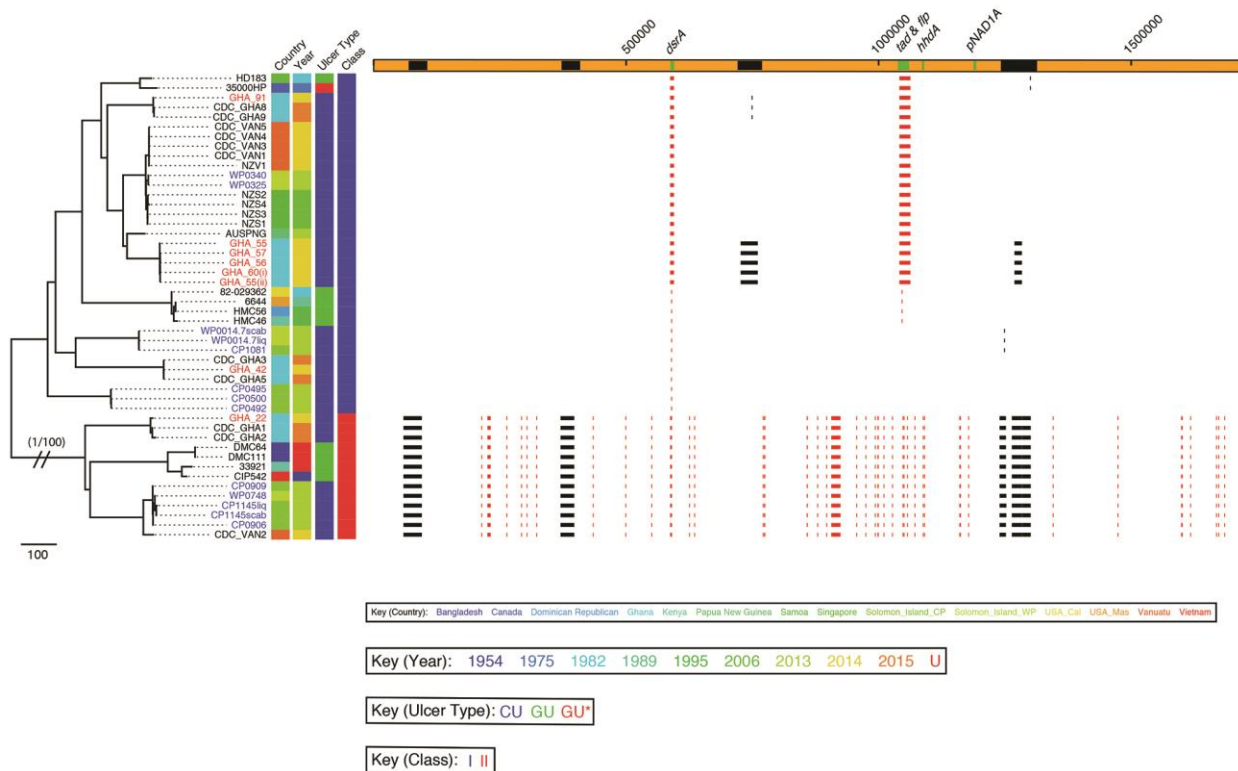 Country
Year
Ulcer Type
Class
500000
dsrA
1000000
tad & flp
hhdA
pNAD1A
1500000
HD183
35000HP
GHA_91
CDC_GHA8
CDC_GHA9
CDC_VAN5
CDC_VAN4
CDC_VAN3
CDC_VAN1
NZV1
WP0340
WP0325
NZS2
NZS4
NZS3
NZS1
AUSPNG
GHA_55
GHA_57
GHA_56
GHA_60(i)
GHA_55(ii)
82-029362
6644
HMC56
HMC46
WP0014.7scab
WP0014.7liq
CP1081
CDC_GHA3
GHA_42
CDC_GHA5
CP0495
CP0500
CP0492
GHA_22
CDC_GHA1
CDC_GHA2
(1/100)
DMC64
DMC111
33921
CIP542
CP0909
WP0748
CP1145liq
CP1145scab
CP0906
CDC_VAN2
100
Key (Country): Bangladesh Canada Dominican Republican Ghana Kenya Papua New Guinea Samoa Singapore Solomon_Island_CP Solomon_Island_WP USA_Cal USA_Mas Vanuatu Vietnam
Key (Year): 1954 1975 1982 1989 1995 2006 2013 2014 2015 U
Key (Ulcer Type): CU GU GU*
Key (Class): I II